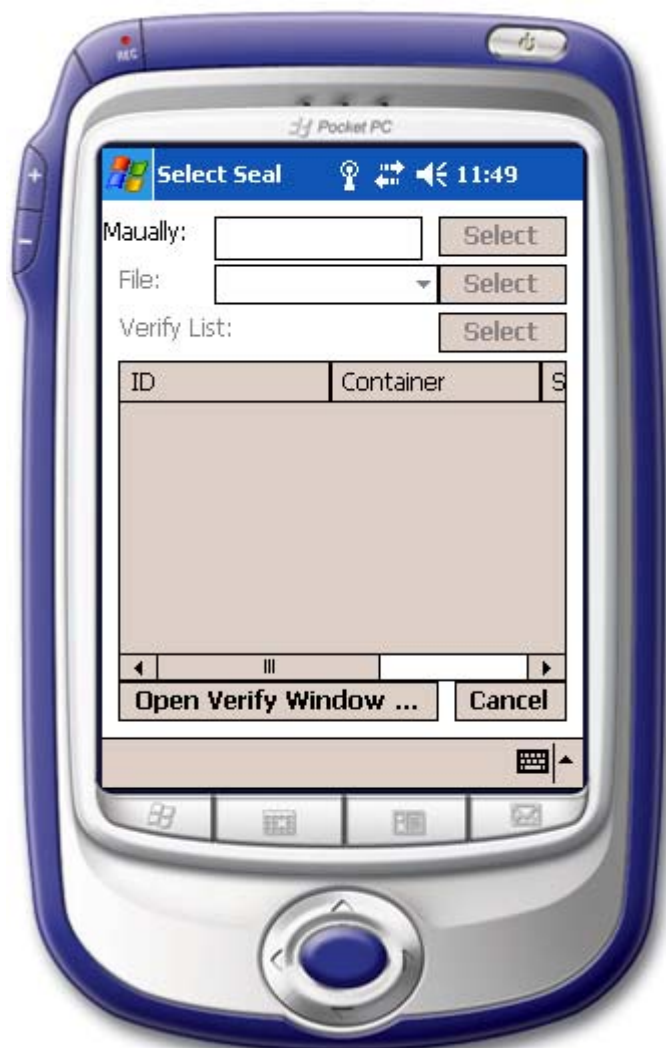 REC
Pocket PC
Select Seal 11:49
Maually: Select
File: Select
Verify List: Select
ID Container S
Open Verify Window ... Cancel